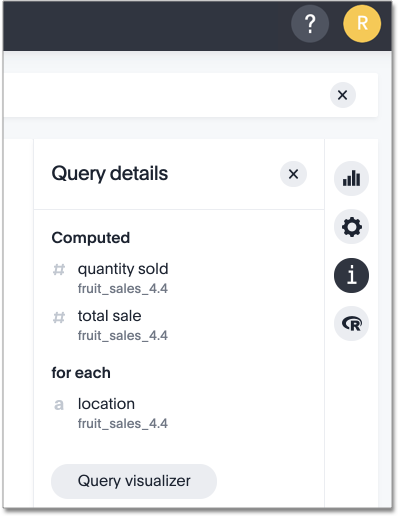 ?
R
Query details
Computed
# quantity sold
fruit_sales_4.4
# total sale
fruit_sales_4.4
for each
a location
fruit_sales_4.4
i
R
Query visualizer